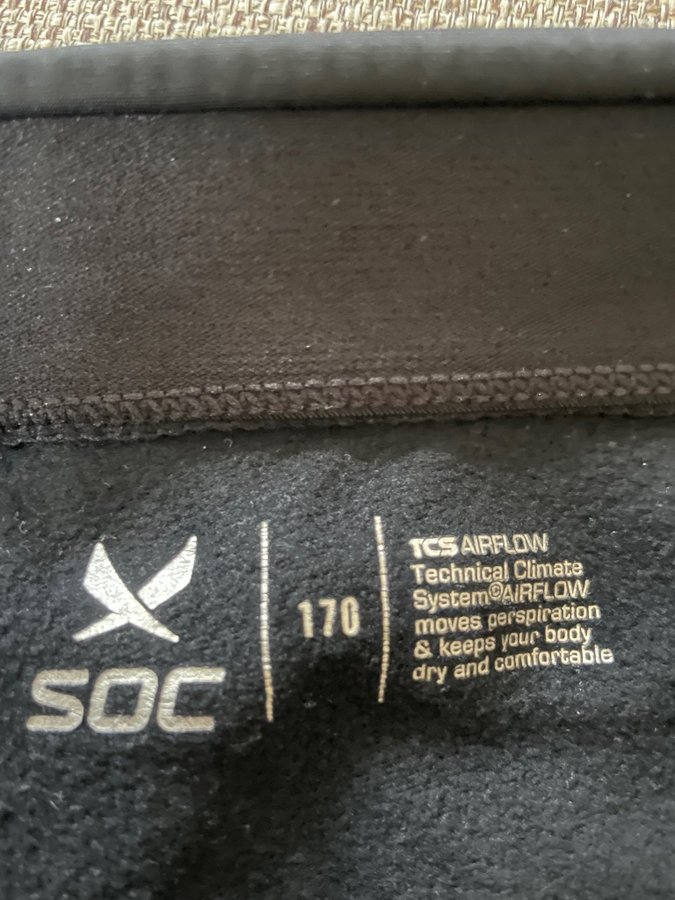 SOC
170
TCS AIRFLOW
Technical Climate
System©AIRFLOW
moves perspiration
& keeps your body
dry and comfortable